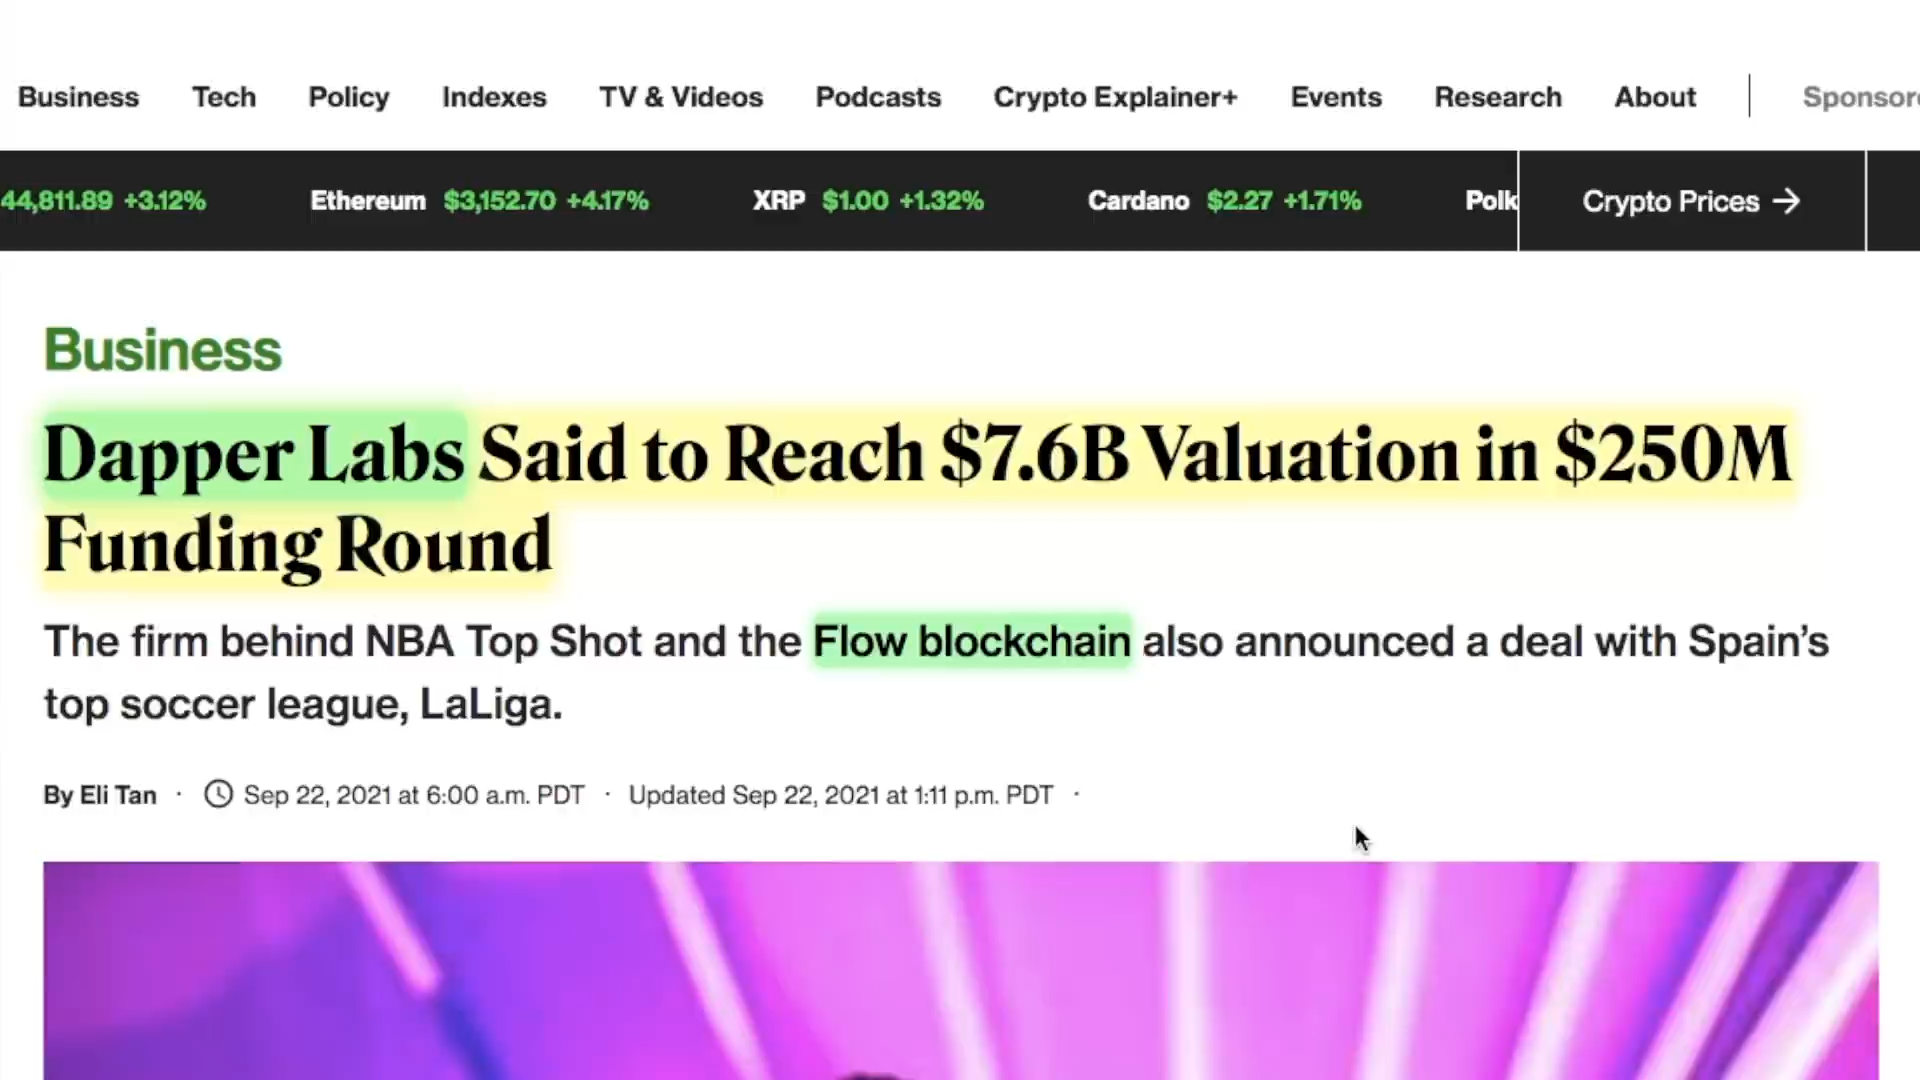 Business Tech Policy Indexes TV & Videos Podcasts Crypto Explainer+ Events Research About
44,811.89 +3.12% Ethereum $3,152.70 +4.17% XRP $1.00 +1.32% Cardano $2.27 +1.71% Polk Crypto Prices →
Business
Dapper Labs Said to Reach $7.6B Valuation in $250M
Funding Round
The firm behind NBA Top Shot and the Flow blockchain also announced a deal with Spain’s
top soccer league, LaLiga.
By Eli Tan · Sep 22, 2021 at 6:00 a.m. PDT · Updated Sep 22, 2021 at 1:11 p.m. PDT ·